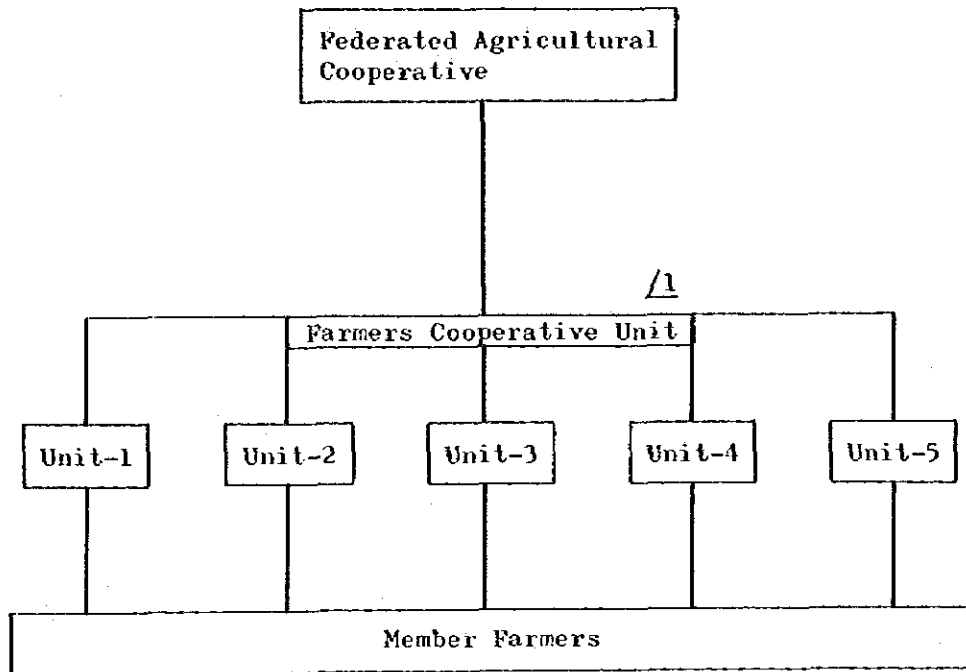 Federated Agricultural
Cooperative
/1
Farmers Cooperative Unit
Unit-1 Unit-2 Unit-3 Unit-4 Unit-5
Member Farmers